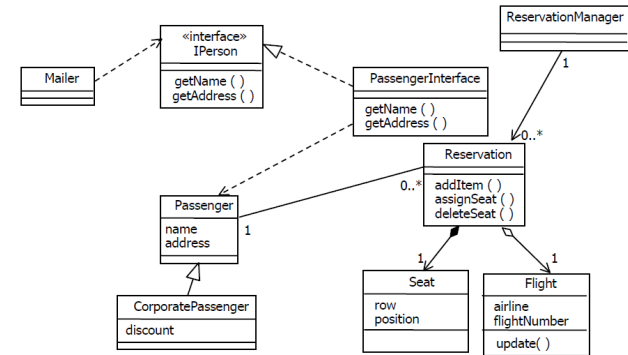 «interface»
IPerson
getName ( )
getAddress ( )
ReservationManager
1
0..*
Mailer
PassengerInterface
getName ( )
getAddress ( )
Reservation
addItem ( )
assignSeat ( )
deleteSeat ( )
0..*
1
Passenger
name
address
1
1
CorporatePassenger
discount
Seat
row
position
Flight
airline
flightNumber
update( )